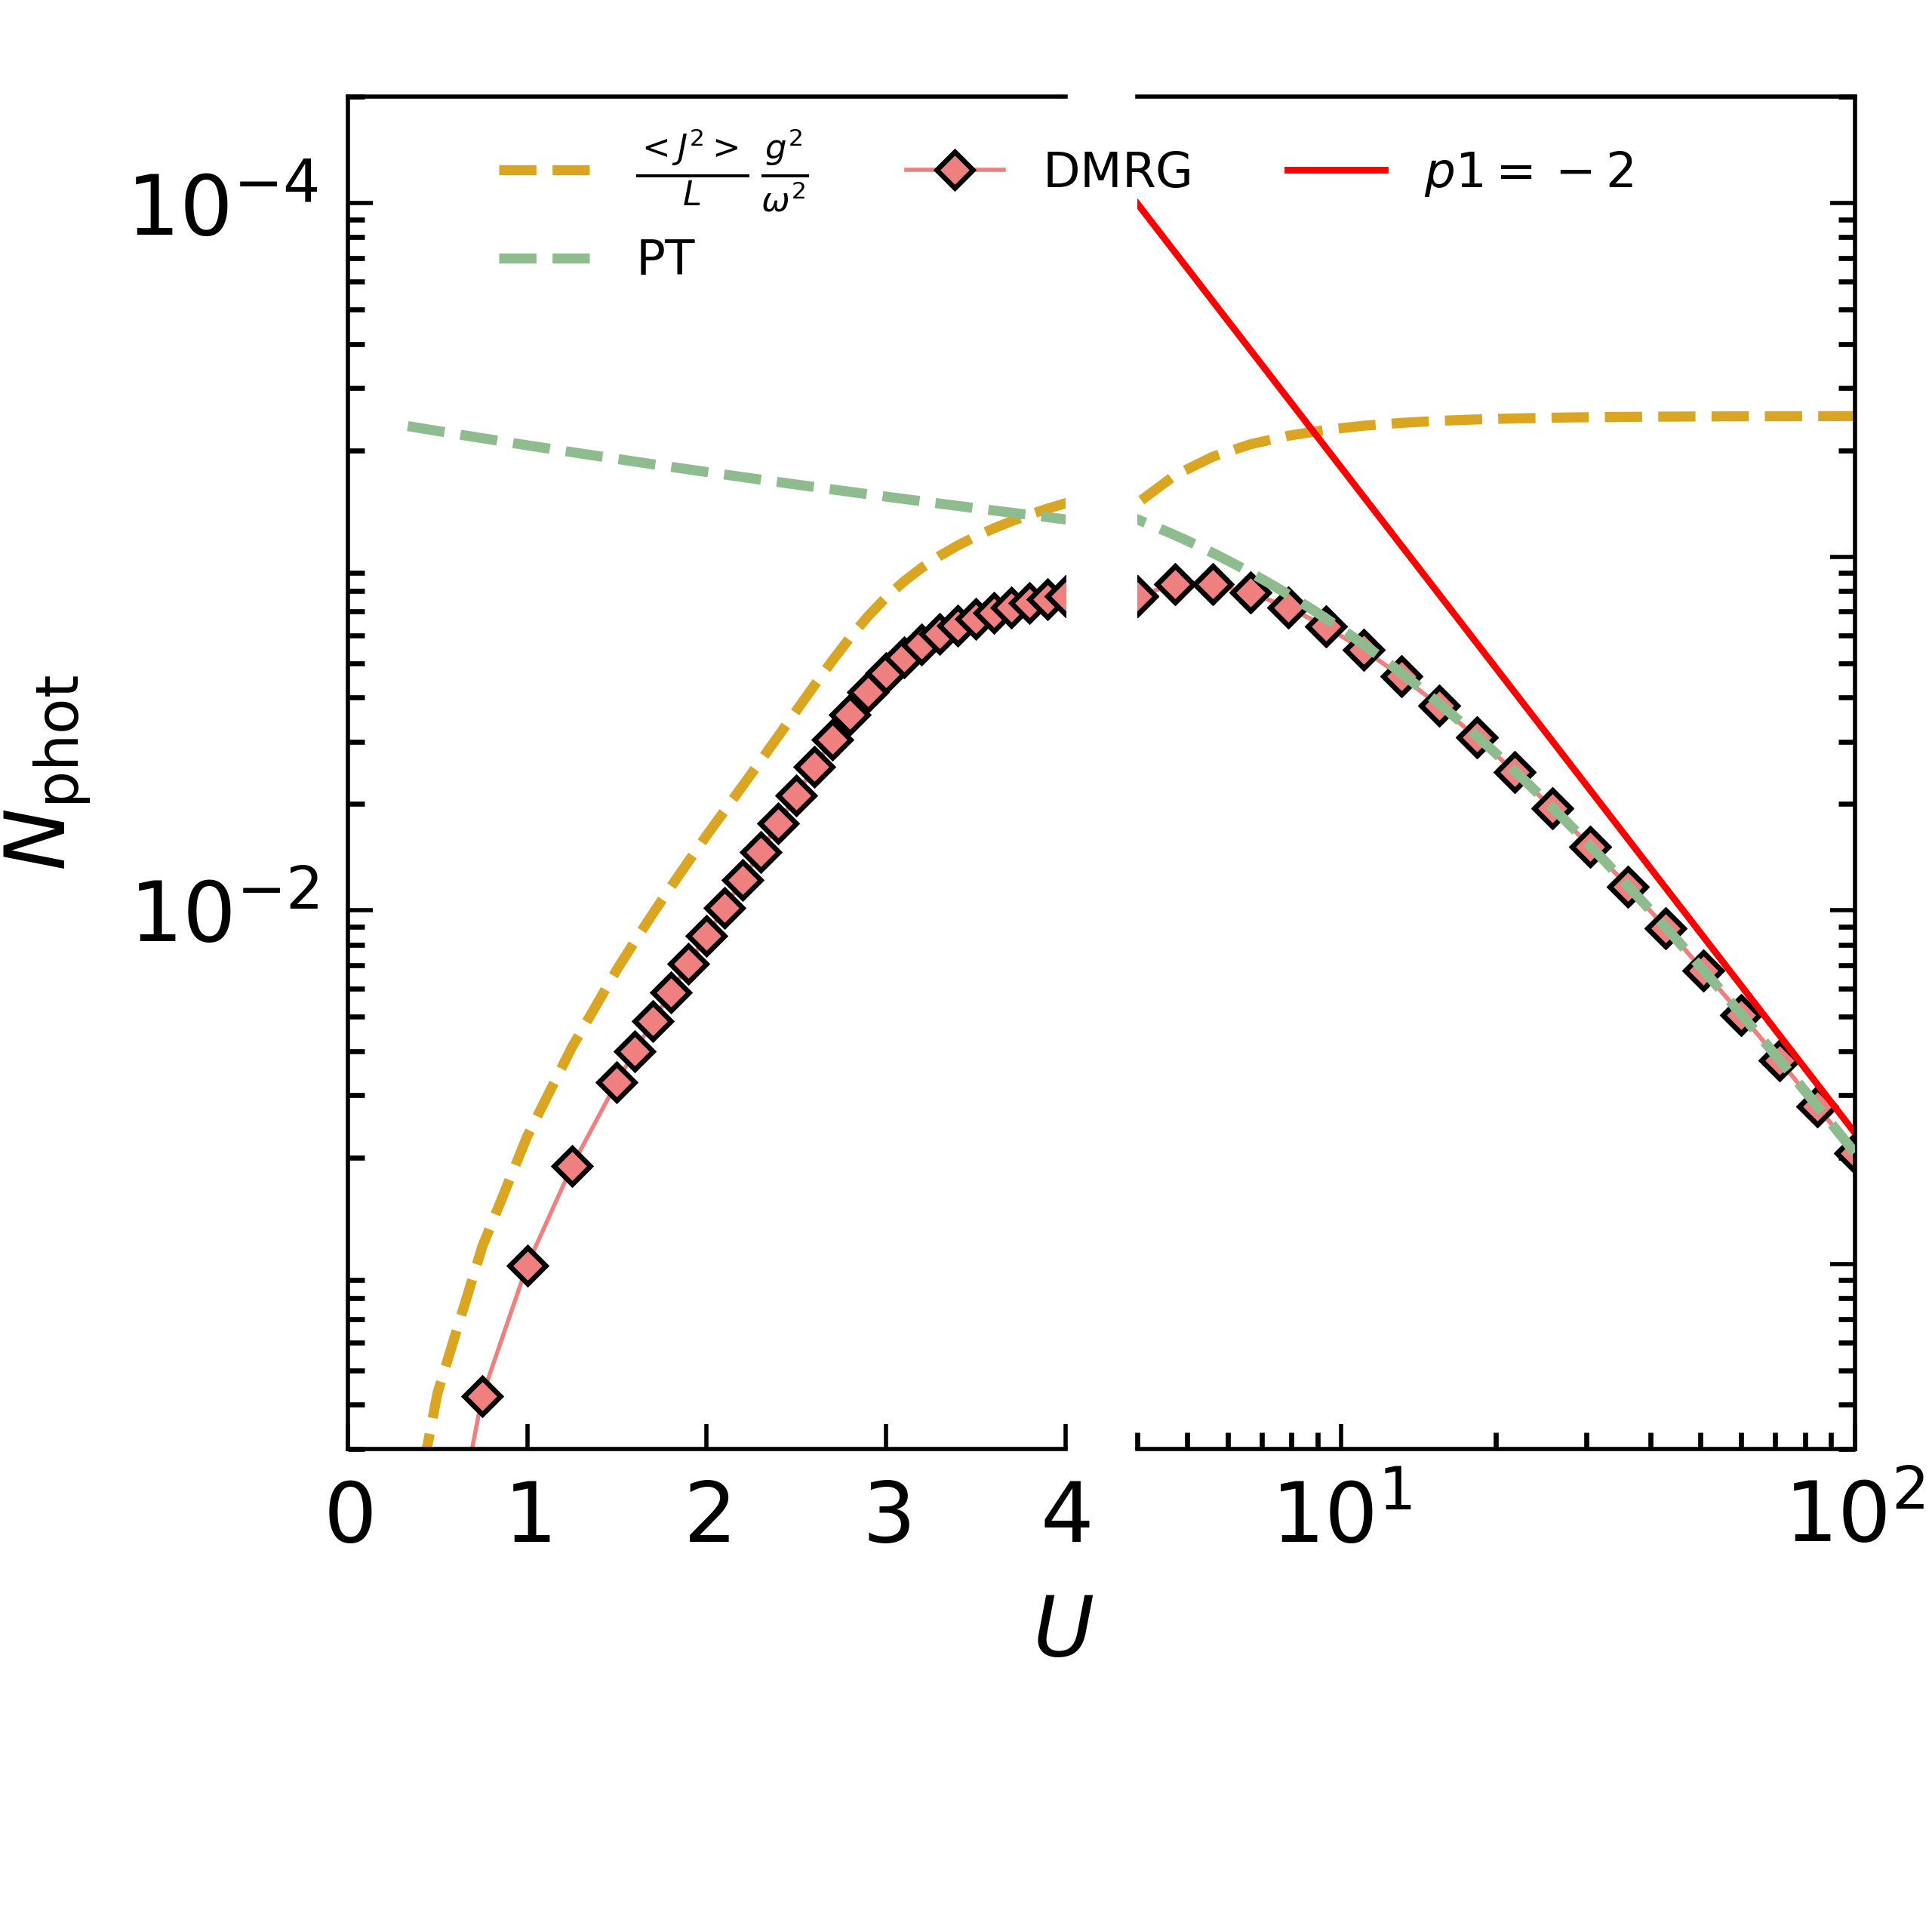 <J²>/L g²/ω² DMRG p1 = −2
PT
10⁻⁴
10⁻²
N_phot
0 1 2 3 4 10¹ 10²
U